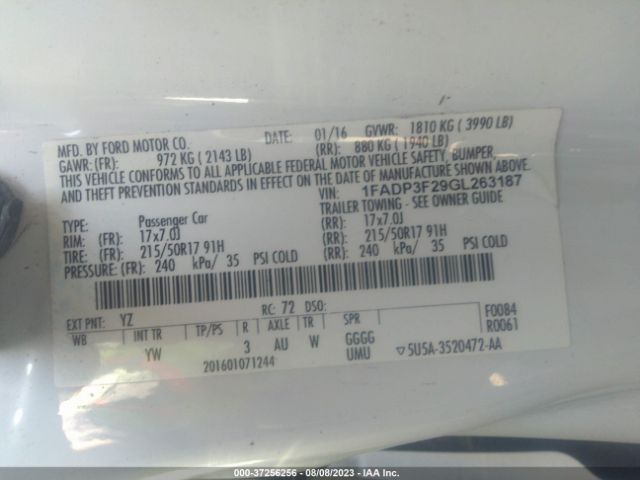 MFD. BY FORD MOTOR CO.
DATE: 01/16 GVWR: 1810 KG ( 3990 LB)
GAWR: (FR): 972 KG ( 2143 LB) (RR): 880 KG ( 1940 LB)
THIS VEHICLE CONFORMS TO ALL APPLICABLE FEDERAL MOTOR VEHICLE SAFETY, BUMPER,
AND THEFT PREVENTION STANDARDS IN EFFECT ON THE DATE OF MANUFACTURE SHOWN ABOVE.
VIN: 1FADP3F29GL263187
TYPE: Passenger Car TRAILER TOWING - SEE OWNER GUIDE
RIM: (FR): 17x7.0J (RR): 17x7.0J
TIRE: (FR): 215/50R17 91H (RR): 215/50R17 91H
PRESSURE: (FR): 240 kPa/ 35 PSI COLD (RR): 240 kPa/ 35 PSI COLD
EXT PNT: YZ RC: 72 DSO: F0084
WB INT TR TP/PS R AXLE TR SPR R0061
YW 3 AU W GGGG
UMU
201601071244 ▽5U5A-3520472-AA
000-37256256 - 08/08/2023 - IAA Inc.